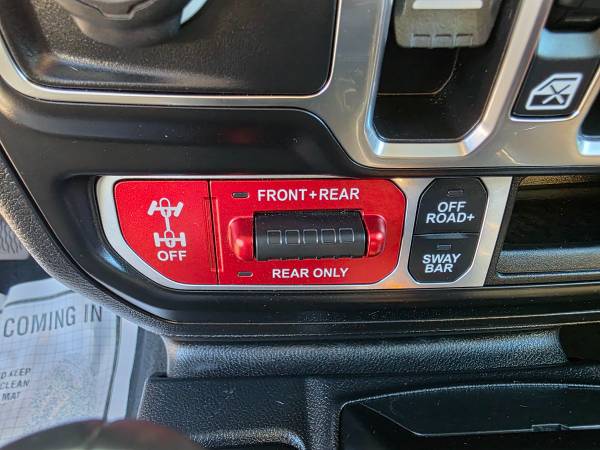 FRONT+REAR
OFF
REAR ONLY
OFF
ROAD+
SWAY
BAR
COMING IN
KEEP
CLEAN
MAT